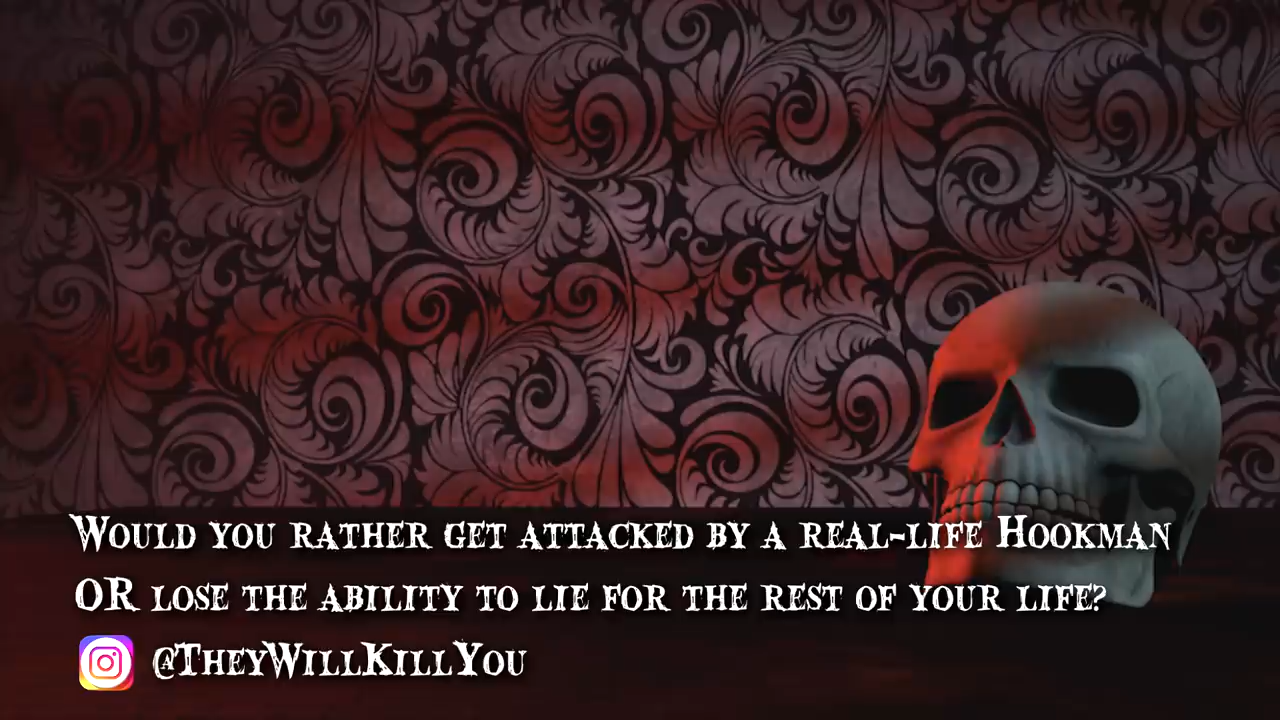 Would you rather get attacked by a real-life Hookman
OR lose the ability to lie for the rest of your life?
@TheyWillKillYou